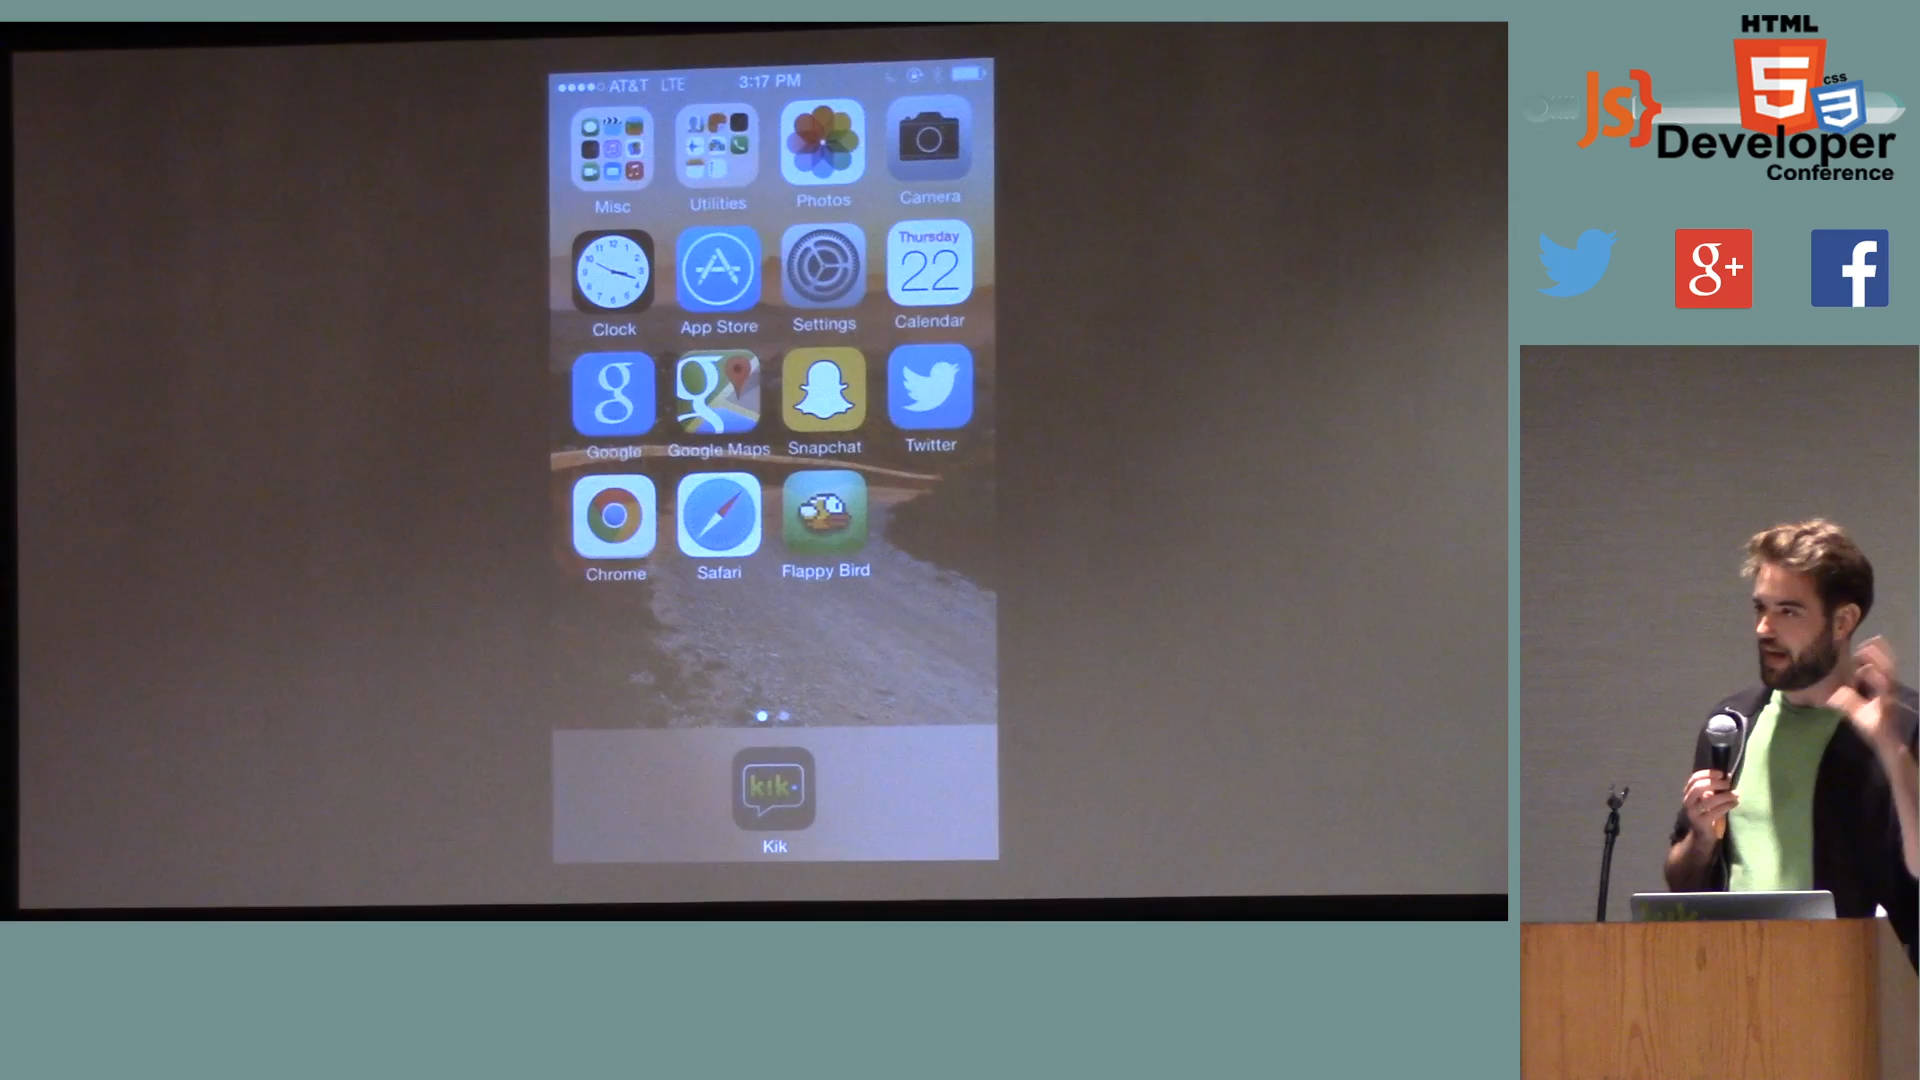 AT&T LTE 3:17 PM
Misc Utilities Photos Camera
Thursday
22
Clock App Store Settings Calendar
g g
Google Google Maps Snapchat Twitter
Chrome Safari Flappy Bird
kik
Kik
HTML
JS} 5 CSS 3
Developer
Conference
g+ f
kik